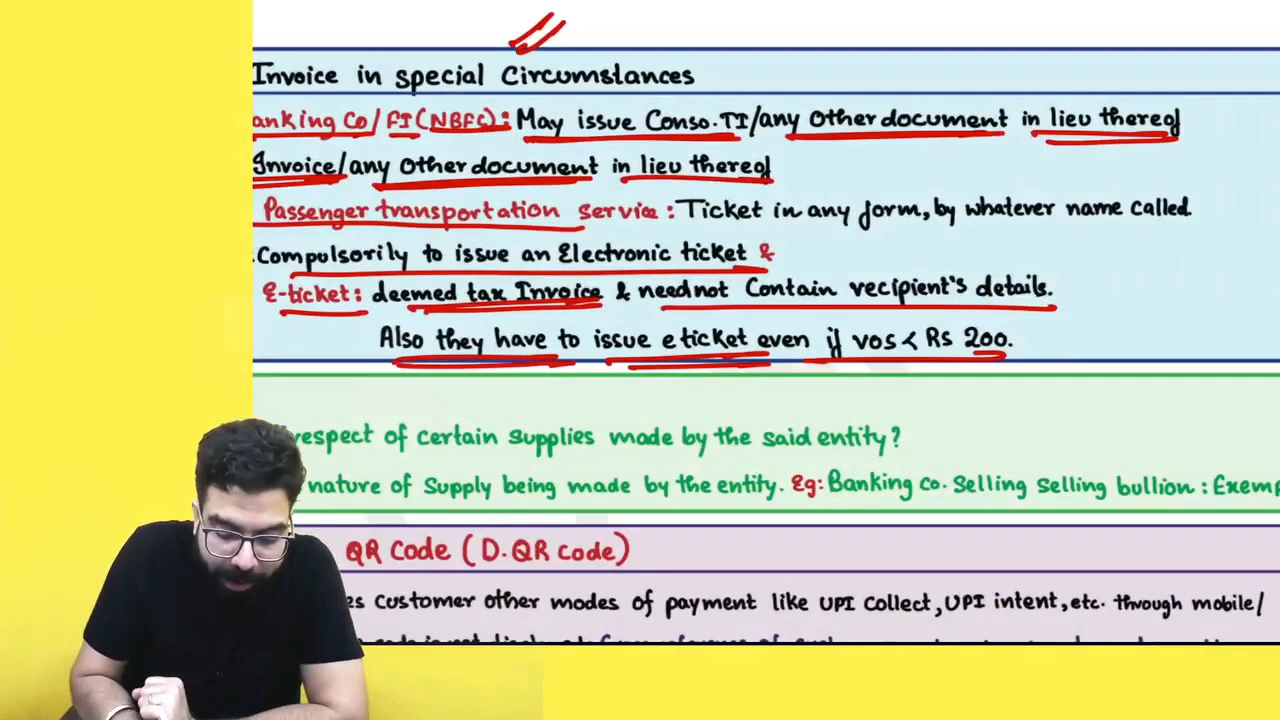 Invoice in special Circumstances
anking Co/ FI(NBFC): May issue Conso.TI/any Other document in lieu thereof
Invoice/any Other document in lieu thereof
Passenger transportation service: Ticket in any form, by whatever name called.
Compulsorily to issue an Electronic ticket &
E-ticket: deemed tax Invoice & neednot Contain recipient's details.
Also they have to issue eticket even if VOS < Rs 200.
respect of certain supplies made by the said entity?
nature of Supply being made by the entity. Eg: Banking co. Selling Selling bullion : Exemp
QR Code (D.QR code)
es Customer other modes of payment like UPI Collect, UPI intent, etc. through mobile/